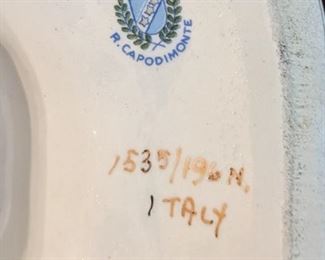 R. CAPODIMONTE
1535/196 N.
ITALY